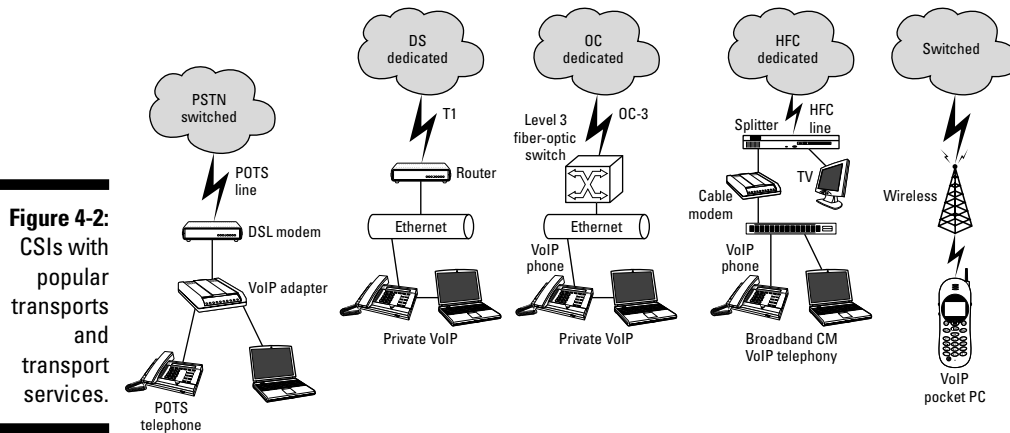 Figure 4-2:
CSIs with
popular
transports
and
transport
services.
PSTN
switched
POTS
line
DSL modem
VoIP adapter
POTS
telephone
DS
dedicated
T1
Router
Ethernet
Private VoIP
OC
dedicated
Level 3
fiber-optic
switch
OC-3
Ethernet
VoIP
phone
Private VoIP
HFC
dedicated
Splitter
HFC
line
Cable
modem
TV
VoIP
phone
Broadband CM
VoIP telephony
Switched
Wireless
VoIP
pocket PC